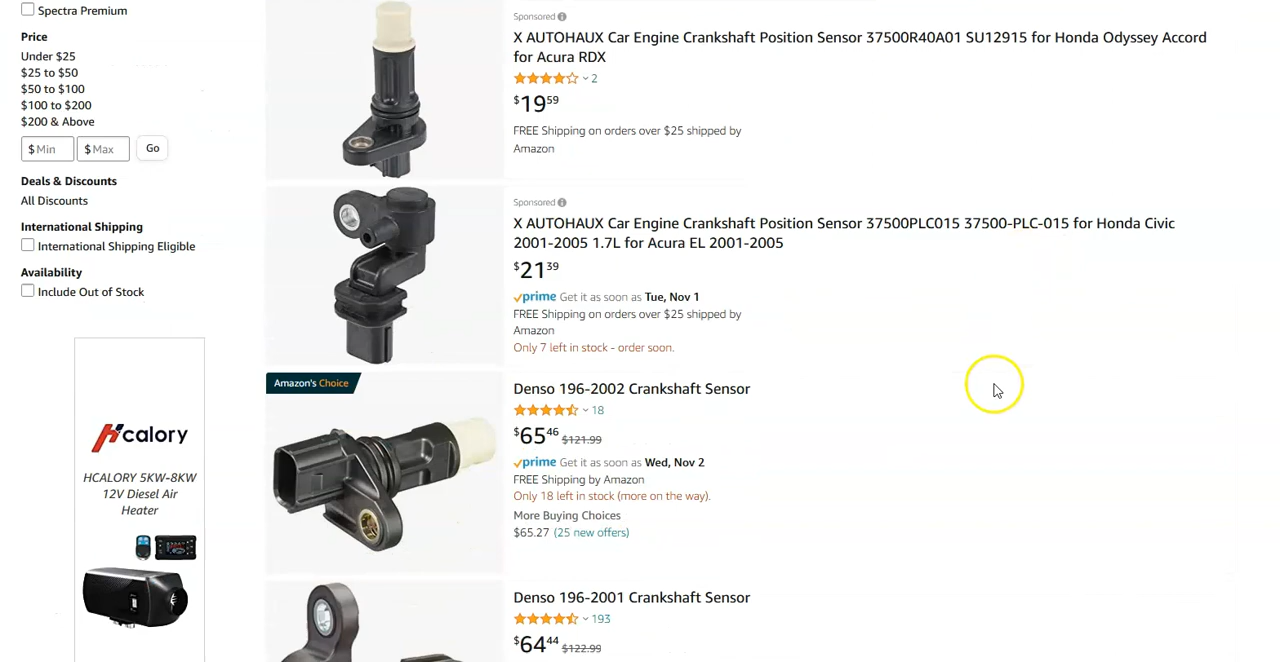 Spectra Premium
Price
Under $25
$25 to $50
$50 to $100
$100 to $200
$200 & Above
$ Min $ Max Go
Deals & Discounts
All Discounts
International Shipping
International Shipping Eligible
Availability
Include Out of Stock
Hcalory
HCALORY 5KW-8KW
12V Diesel Air
Heater
Sponsored
X AUTOHAUX Car Engine Crankshaft Position Sensor 37500R40A01 SU12915 for Honda Odyssey Accord
for Acura RDX
2
$19 59
FREE Shipping on orders over $25 shipped by
Amazon
Sponsored
X AUTOHAUX Car Engine Crankshaft Position Sensor 37500PLC015 37500-PLC-015 for Honda Civic
2001-2005 1.7L for Acura EL 2001-2005
$21 39
prime Get it as soon as Tue, Nov 1
FREE Shipping on orders over $25 shipped by
Amazon
Only 7 left in stock - order soon.
Amazon's Choice
Denso 196-2002 Crankshaft Sensor
18
$65 46 $121.99
prime Get it as soon as Wed, Nov 2
FREE Shipping by Amazon
Only 18 left in stock (more on the way).
More Buying Choices
$65.27 (25 new offers)
Denso 196-2001 Crankshaft Sensor
193
$64 44 $122.99